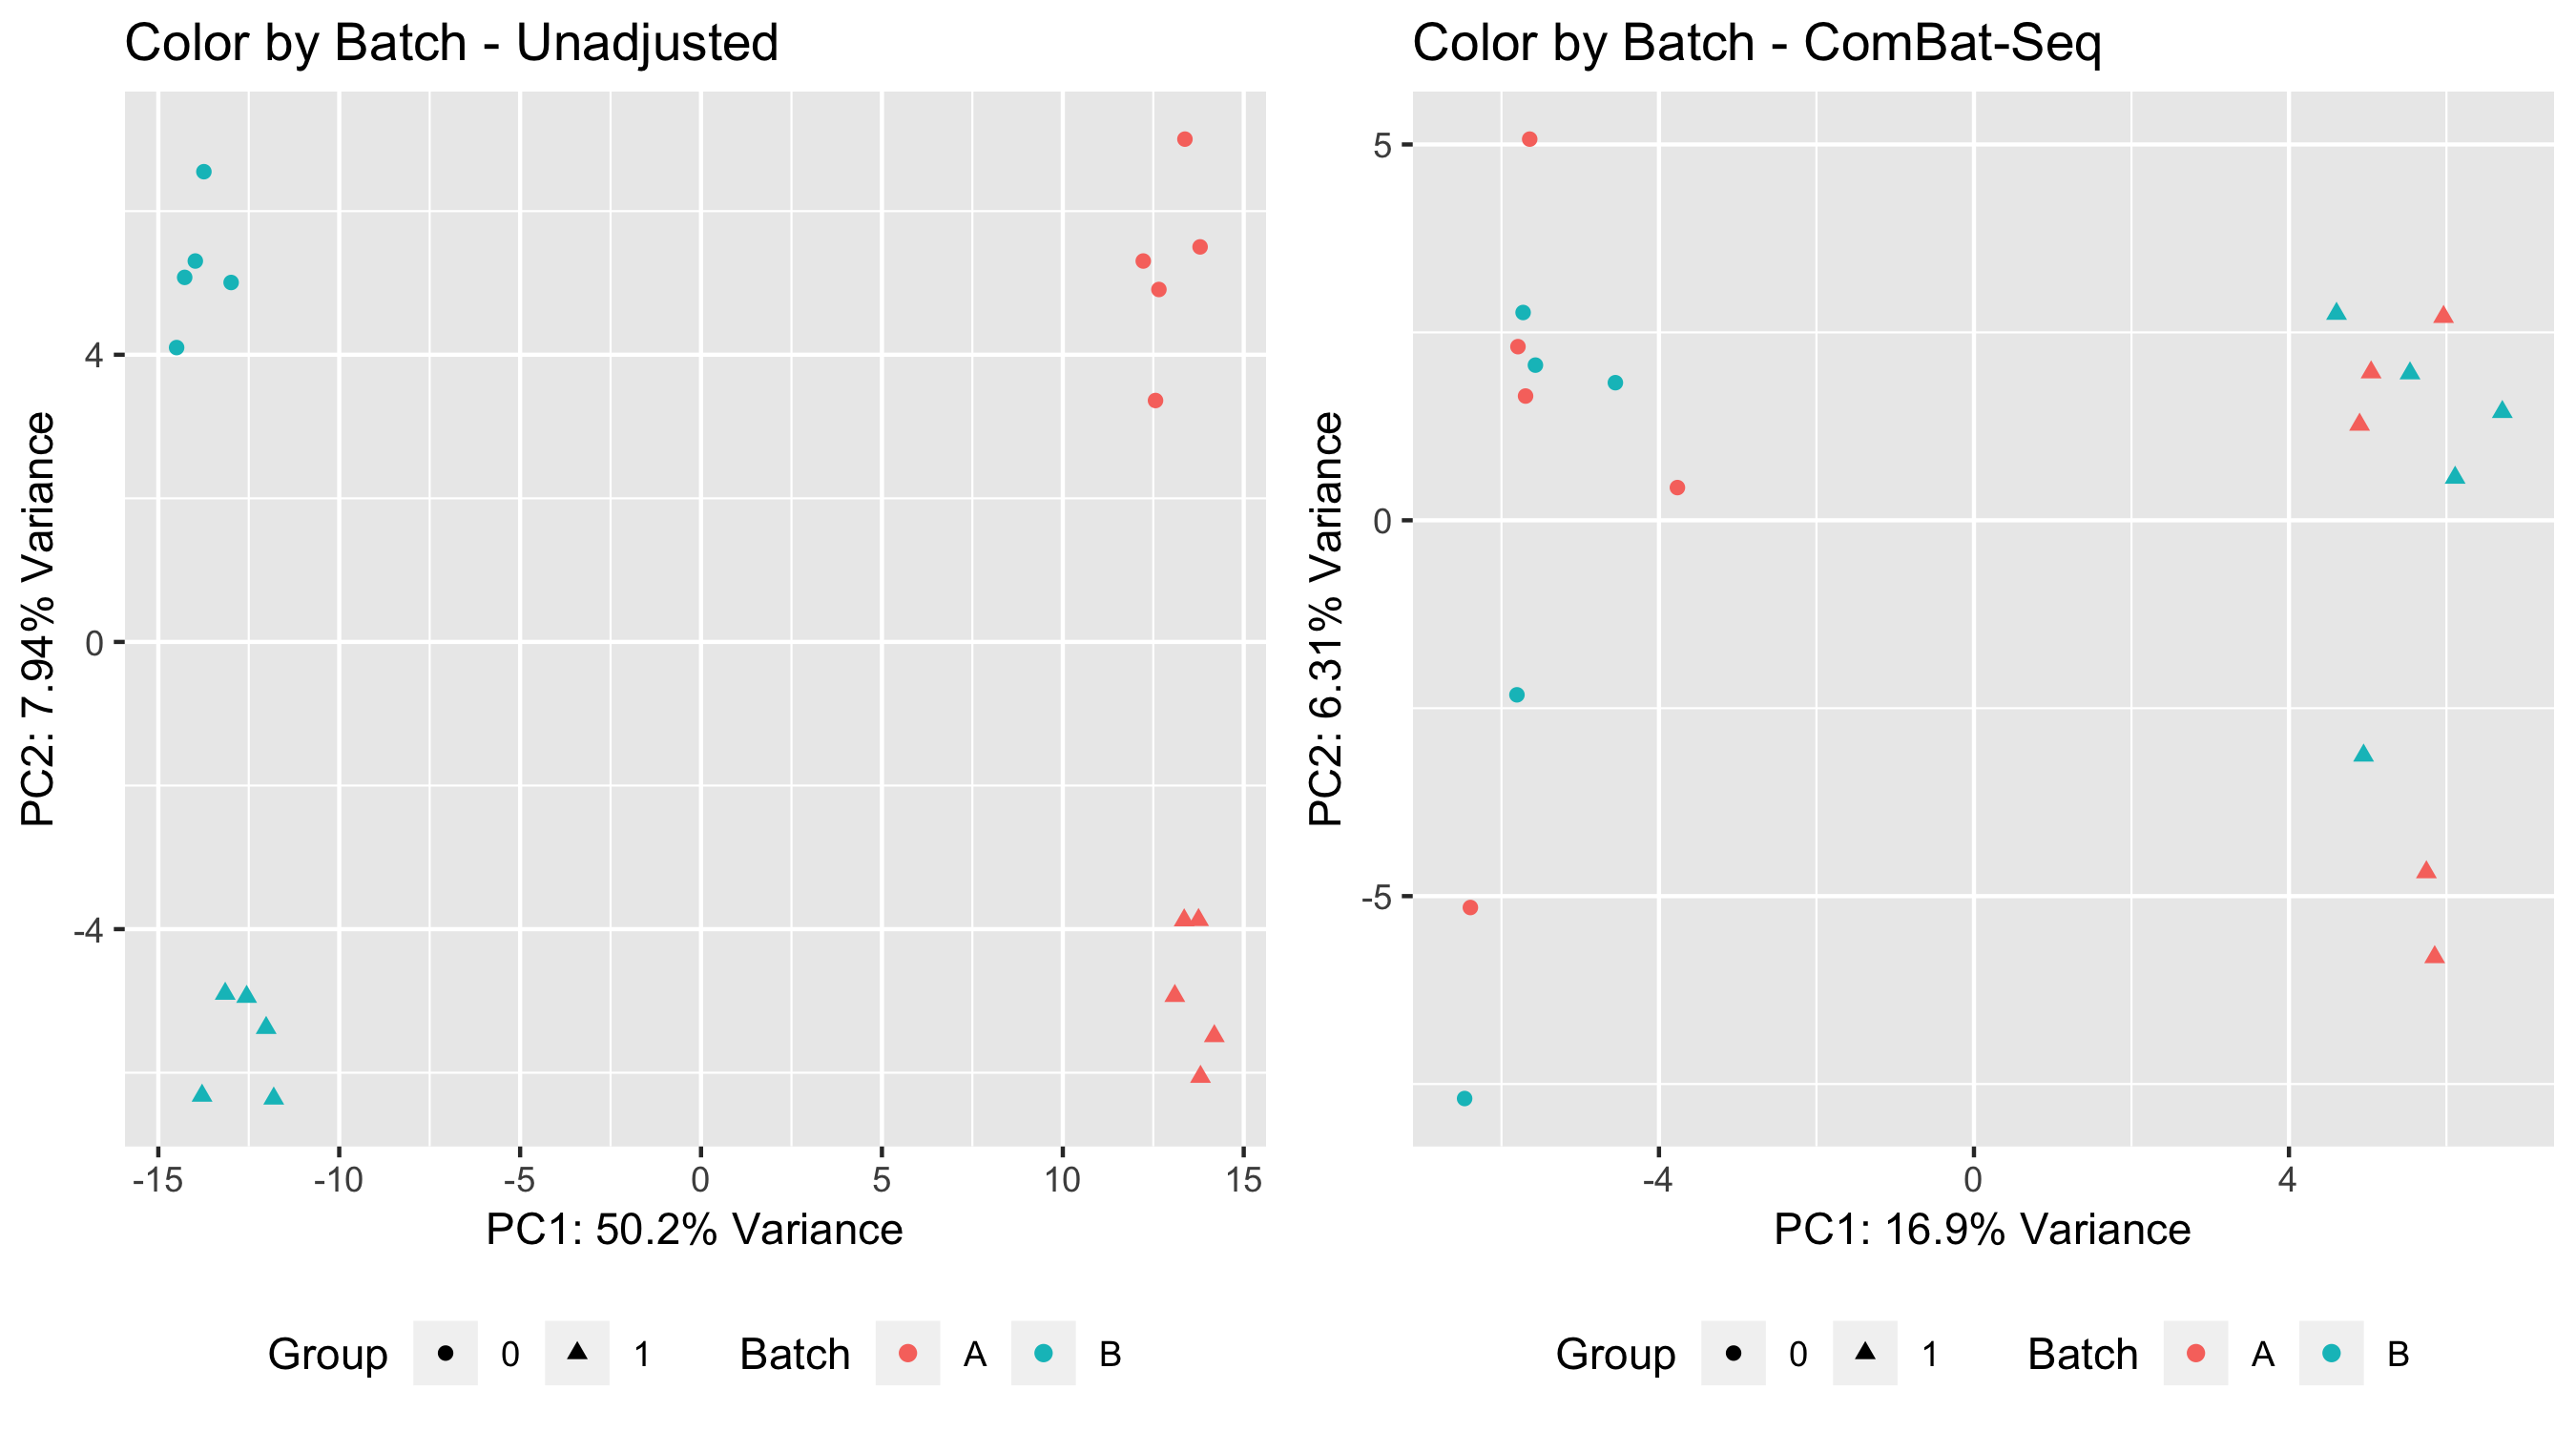 Color by Batch - Unadjusted
4
0
-4
PC2: 7.94% Variance
-15 -10 -5 0 5 10 15
PC1: 50.2% Variance
Group 0 1 Batch A B
Color by Batch - ComBat-Seq
5
0
-5
PC2: 6.31% Variance
-4 0 4
PC1: 16.9% Variance
Group 0 1 Batch A B